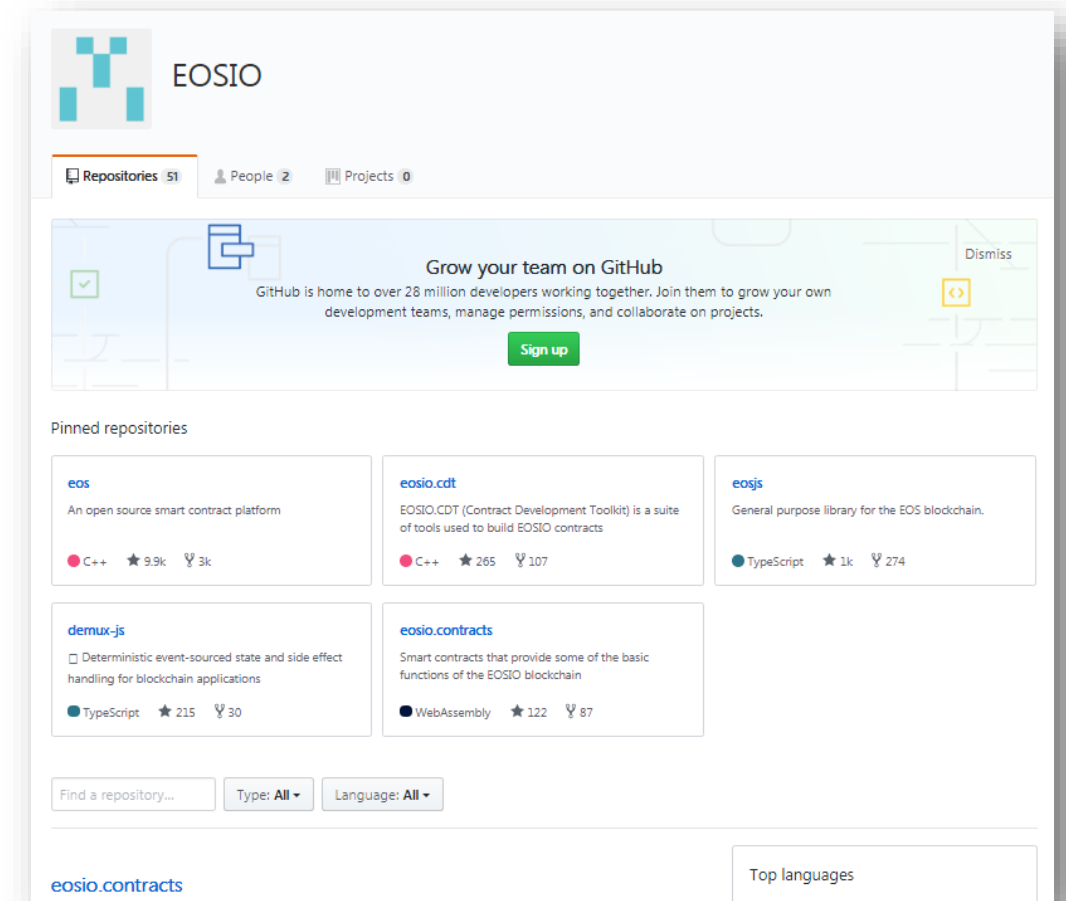 EOSIO
Repositories 51 People 2 Projects 0
Dismiss
Grow your team on GitHub
GitHub is home to over 28 million developers working together. Join them to grow your own
development teams, manage permissions, and collaborate on projects.
Sign up
Pinned repositories
eos
An open source smart contract platform
C++ 9.9k 3k
eosio.cdt
EOSIO.CDT (Contract Development Toolkit) is a suite
of tools used to build EOSIO contracts
C++ 265 107
eosjs
General purpose library for the EOS blockchain.
TypeScript 1k 274
demux-js
Deterministic event-sourced state and side effect
handling for blockchain applications
TypeScript 215 30
eosio.contracts
Smart contracts that provide some of the basic
functions of the EOSIO blockchain
WebAssembly 122 87
Find a repository... Type: All Language: All
eosio.contracts
Top languages